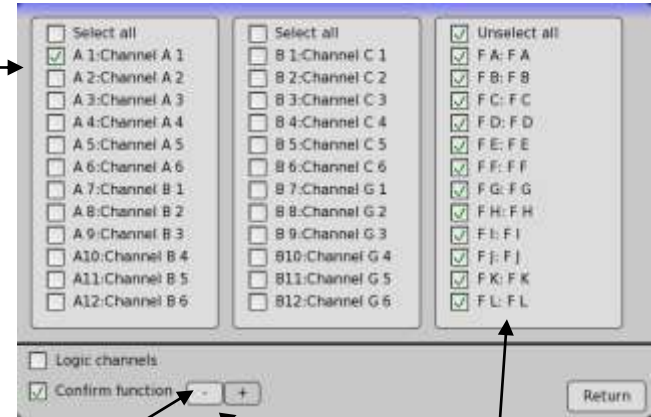 Select all
A 1:Channel A 1
A 2:Channel A 2
A 3:Channel A 3
A 4:Channel A 4
A 5:Channel A 5
A 6:Channel A 6
A 7:Channel B 1
A 8:Channel B 2
A 9:Channel B 3
A10:Channel B 4
A11:Channel B 5
A12:Channel B 6
Select all
B 1:Channel C 1
B 2:Channel C 2
B 3:Channel C 3
B 4:Channel C 4
B 5:Channel C 5
B 6:Channel C 6
B 7:Channel G 1
B 8:Channel G 2
B 9:Channel G 3
B10:Channel G 4
B11:Channel G 5
B12:Channel G 6
Unselect all
F A: F A
F B: F B
F C: F C
F D: F D
F E: F E
F F: F F
F G: F G
F H: F H
F I: F I
F J: F J
F K: F K
F L: F L
Logic channels
Confirm function - +
Return